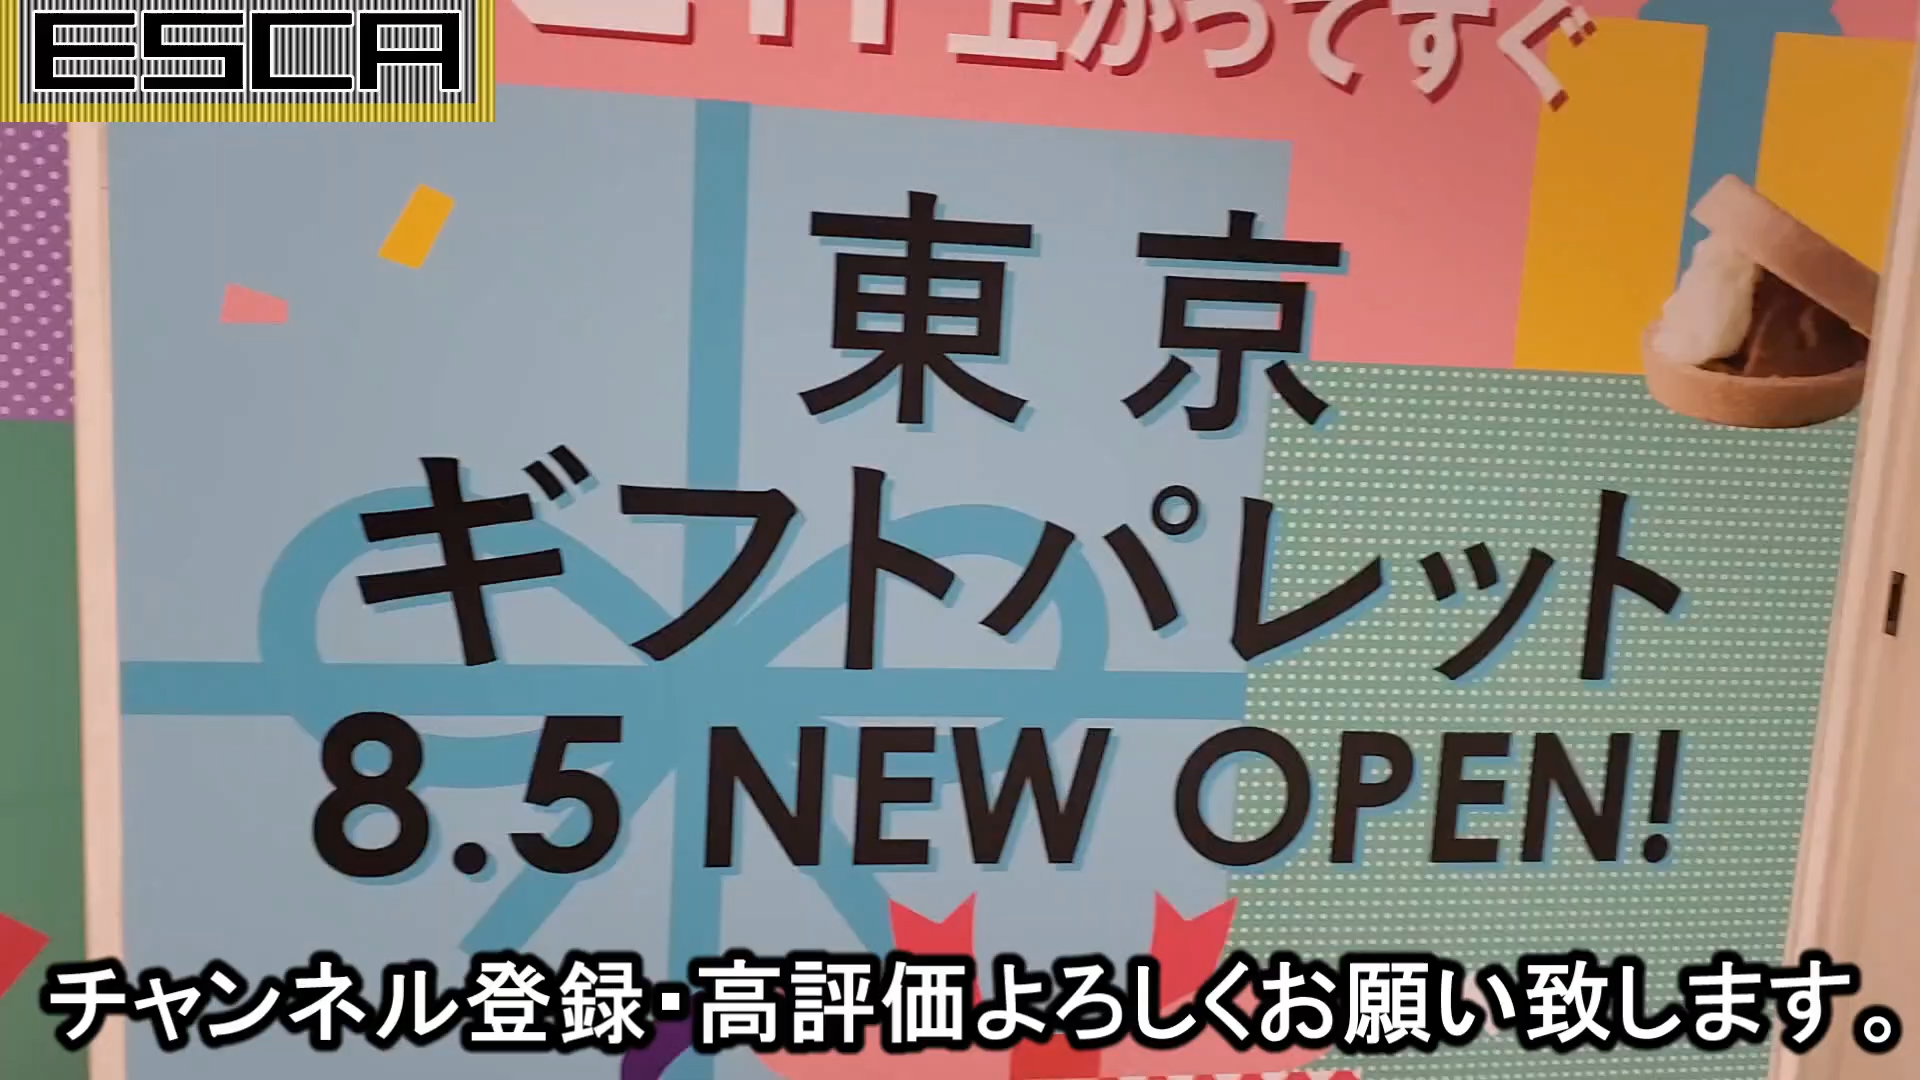 ESCA
上がってすぐ
東京
ギフトパレット
8.5 NEW OPEN!
チャンネル登録・高評価よろしくお願い致します。